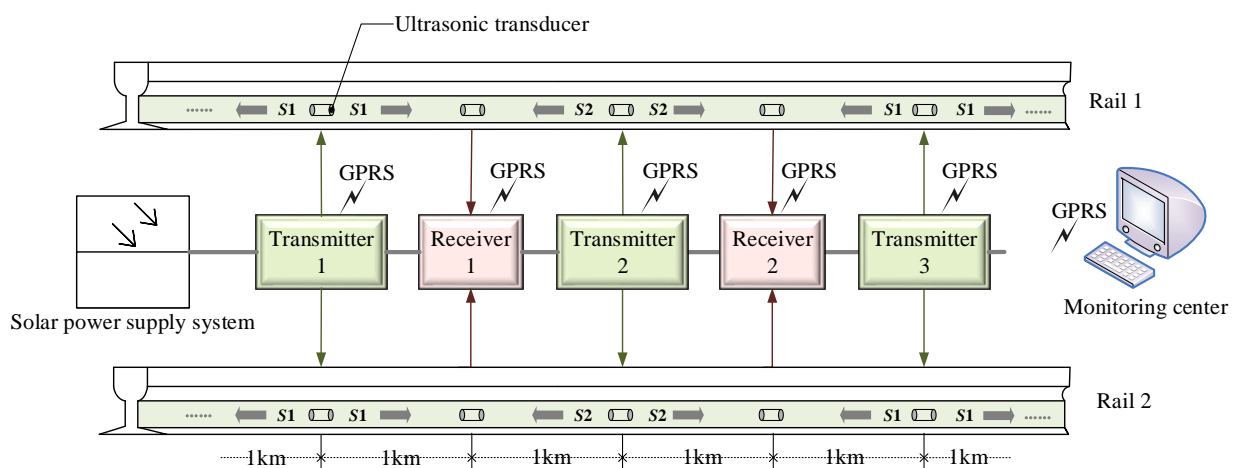 Ultrasonic transducer
...... S1 S1 S2 S2 S1 S1 ......
Rail 1
GPRS GPRS GPRS GPRS GPRS
GPRS
Transmitter
1
Receiver
1
Transmitter
2
Receiver
2
Transmitter
3
Solar power supply system
Monitoring center
...... S1 S1 S2 S2 S1 S1 ......
Rail 2
1km 1km 1km 1km 1km 1km